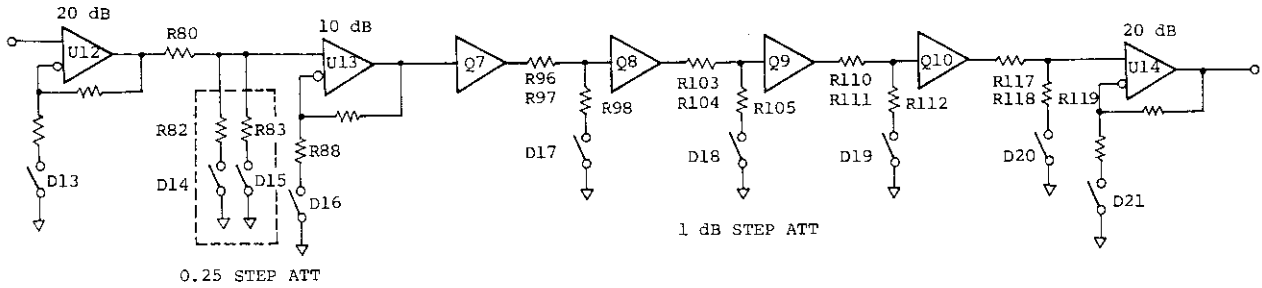 20 dB
10 dB
20 dB
R80
U12
U13
Q7
Q8
Q9
Q10
U14
R96
R97
R103
R104
R110
R111
R117
R118
R119
R98
R105
R112
R82
R83
R88
D17
D18
D19
D20
D13
D14
D15
D16
D21
1 dB STEP ATT
0.25 STEP ATT